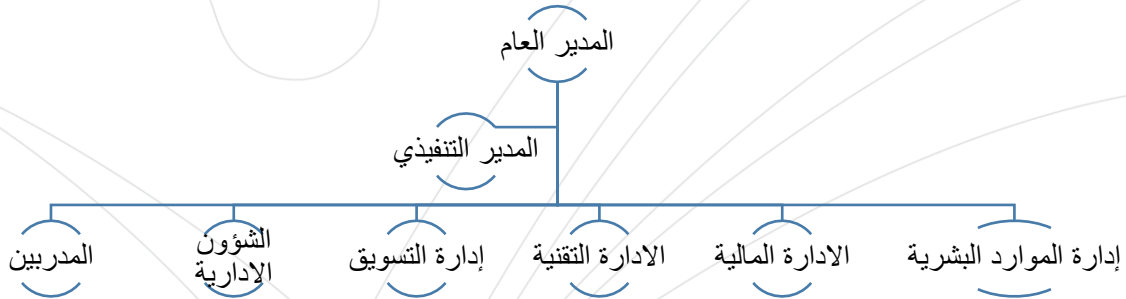 المدير العام
المدير التنفيذي
إدارة الموارد البشرية
الادارة المالية
الادارة التقنية
إدارة التسويق
الشؤون
الادارية
المدربين